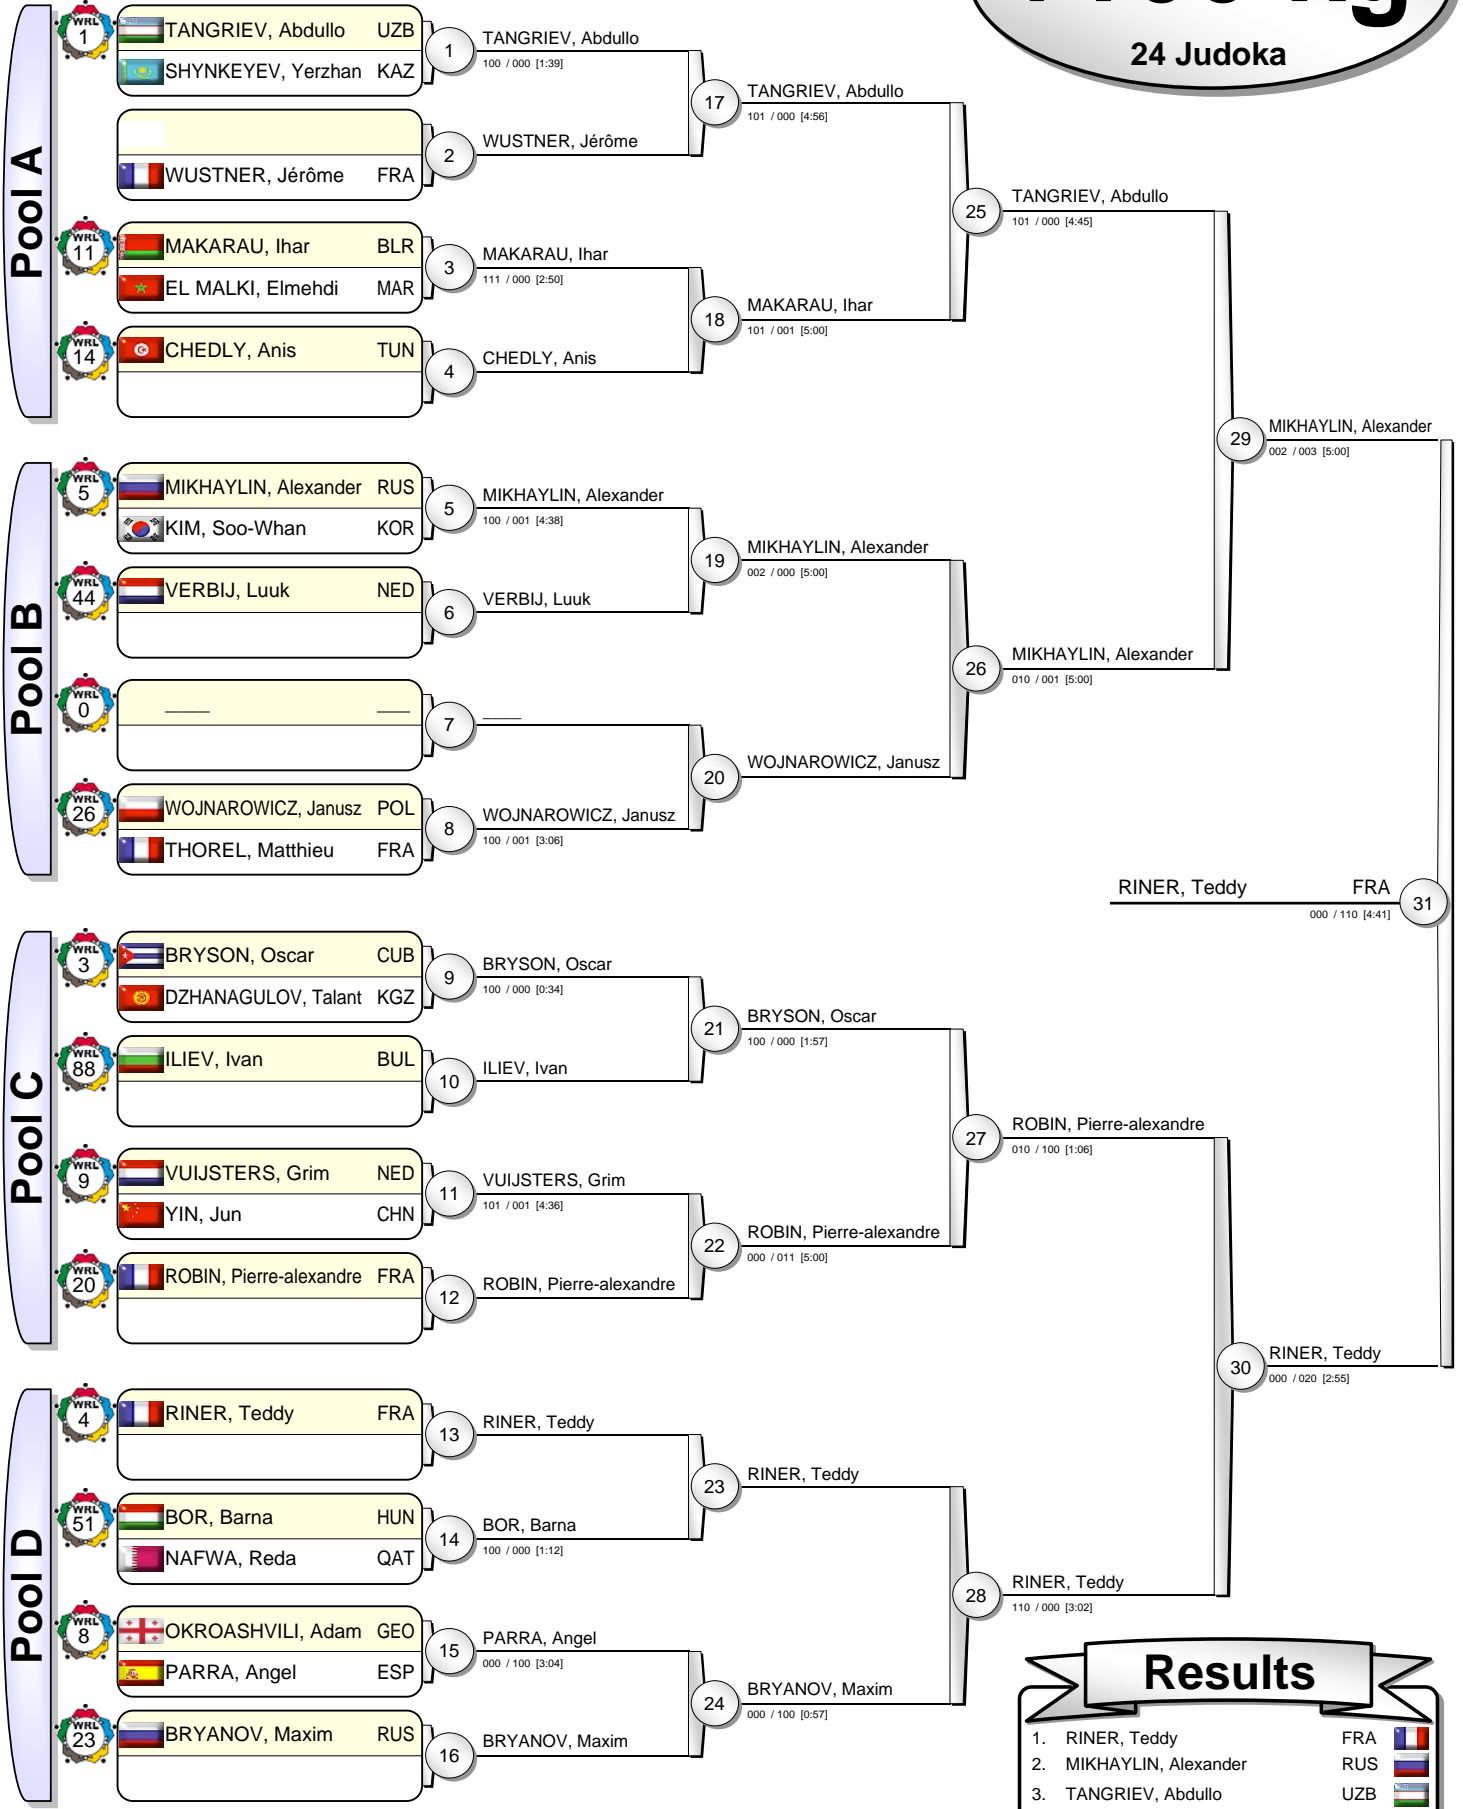 24 Judoka
Pool A
WRL 1
TANGRIEV, Abdullo UZB
SHYNKEYEV, Yerzhan KAZ
1
TANGRIEV, Abdullo
100 / 000 [1:39]
WUSTNER, Jérôme FRA
2
WUSTNER, Jérôme
17
TANGRIEV, Abdullo
101 / 000 [4:56]
WRL 11
MAKARAU, Ihar BLR
EL MALKI, Elmehdi MAR
3
MAKARAU, Ihar
111 / 000 [2:50]
WRL 14
CHEDLY, Anis TUN
4
CHEDLY, Anis
18
MAKARAU, Ihar
101 / 001 [5:00]
25
TANGRIEV, Abdullo
101 / 000 [4:45]
Pool B
WRL 5
MIKHAYLIN, Alexander RUS
KIM, Soo-Whan KOR
5
MIKHAYLIN, Alexander
100 / 001 [4:38]
WRL 44
VERBIJ, Luuk NED
6
VERBIJ, Luuk
19
MIKHAYLIN, Alexander
002 / 000 [5:00]
WRL 0
____ ___
7
____
WRL 26
WOJNAROWICZ, Janusz POL
THOREL, Matthieu FRA
8
WOJNAROWICZ, Janusz
100 / 001 [3:06]
20
WOJNAROWICZ, Janusz
26
MIKHAYLIN, Alexander
010 / 001 [5:00]
29
MIKHAYLIN, Alexander
002 / 003 [5:00]
RINER, Teddy FRA
000 / 110 [4:41]
31
Pool C
WRL 3
BRYSON, Oscar CUB
DZHANAGULOV, Talant KGZ
9
BRYSON, Oscar
100 / 000 [0:34]
WRL 88
ILIEV, Ivan BUL
10
ILIEV, Ivan
21
BRYSON, Oscar
100 / 000 [1:57]
WRL 9
VUIJSTERS, Grim NED
YIN, Jun CHN
11
VUIJSTERS, Grim
101 / 001 [4:36]
WRL 20
ROBIN, Pierre-alexandre FRA
12
ROBIN, Pierre-alexandre
22
ROBIN, Pierre-alexandre
000 / 011 [5:00]
27
ROBIN, Pierre-alexandre
010 / 100 [1:06]
Pool D
WRL 4
RINER, Teddy FRA
13
RINER, Teddy
WRL 51
BOR, Barna HUN
NAFWA, Reda QAT
14
BOR, Barna
100 / 000 [1:12]
23
RINER, Teddy
WRL 8
OKROASHVILI, Adam GEO
PARRA, Angel ESP
15
PARRA, Angel
000 / 100 [3:04]
WRL 23
BRYANOV, Maxim RUS
16
BRYANOV, Maxim
24
BRYANOV, Maxim
000 / 100 [0:57]
28
RINER, Teddy
110 / 000 [3:02]
30
RINER, Teddy
000 / 020 [2:55]
Results
1. RINER, Teddy FRA
2. MIKHAYLIN, Alexander RUS
3. TANGRIEV, Abdullo UZB